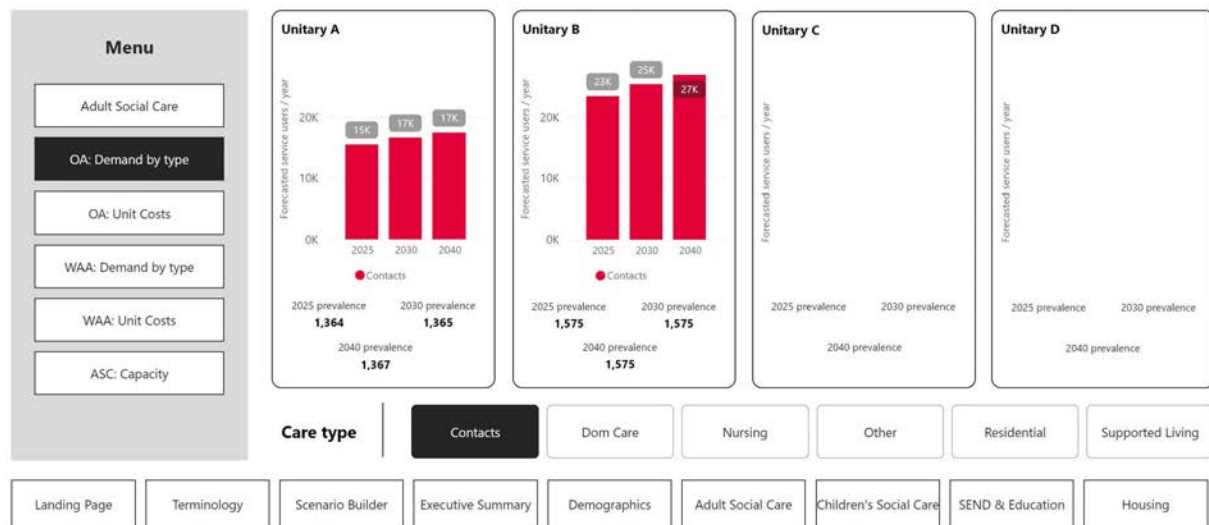 Menu
Adult Social Care
OA: Demand by type
OA: Unit Costs
WAA: Demand by type
WAA: Unit Costs
ASC: Capacity
Unitary A
Forecasted service users / year
20K
10K
0K
15K
17K
17K
2025
2030
2040
Contacts
2025 prevalence
1,364
2030 prevalence
1,365
2040 prevalence
1,367
Unitary B
Forecasted service users / year
20K
10K
0K
23K
25K
27K
2025
2030
2040
Contacts
2025 prevalence
1,575
2030 prevalence
1,575
2040 prevalence
1,575
Unitary C
Forecasted service users / year
2025 prevalence
2030 prevalence
2040 prevalence
Unitary D
Forecasted service users / year
2025 prevalence
2030 prevalence
2040 prevalence
Care type
Contacts
Dom Care
Nursing
Other
Residential
Supported Living
Landing Page
Terminology
Scenario Builder
Executive Summary
Demographics
Adult Social Care
Children's Social Care
SEND & Education
Housing